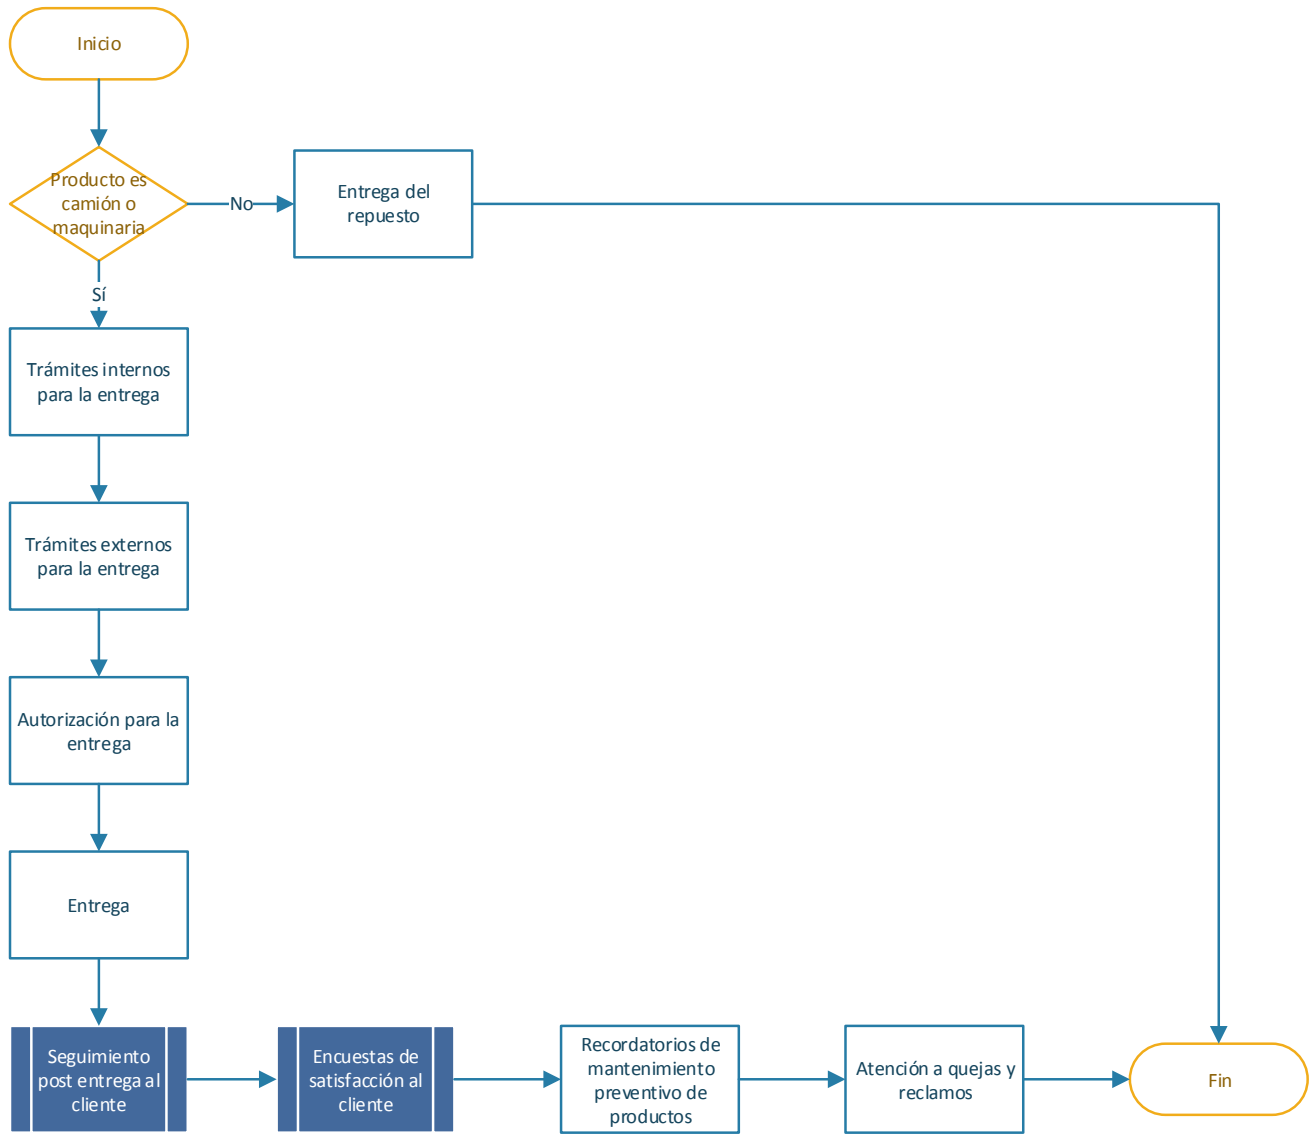 Inicio
Producto es
camión o
maquinaria
No
Entrega del
repuesto
Sí
Trámites internos
para la entrega
Trámites externos
para la entrega
Autorización para la
entrega
Entrega
Seguimiento
post entrega al
cliente
Encuestas de
satisfacción al
cliente
Recordatorios de
mantenimiento
preventivo de
productos
Atención a quejas y
reclamos
Fin